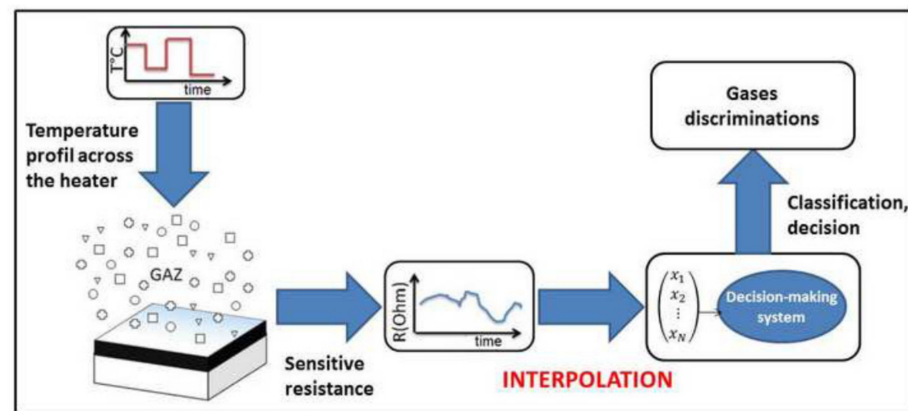 T°C
time
Temperature
profil across
the heater
GAZ
Sensitive
resistance
R(Ohm)
time
INTERPOLATION
x₁
x₂
⋮
x_N
Decision-making
system
Classification,
decision
Gases
discriminations